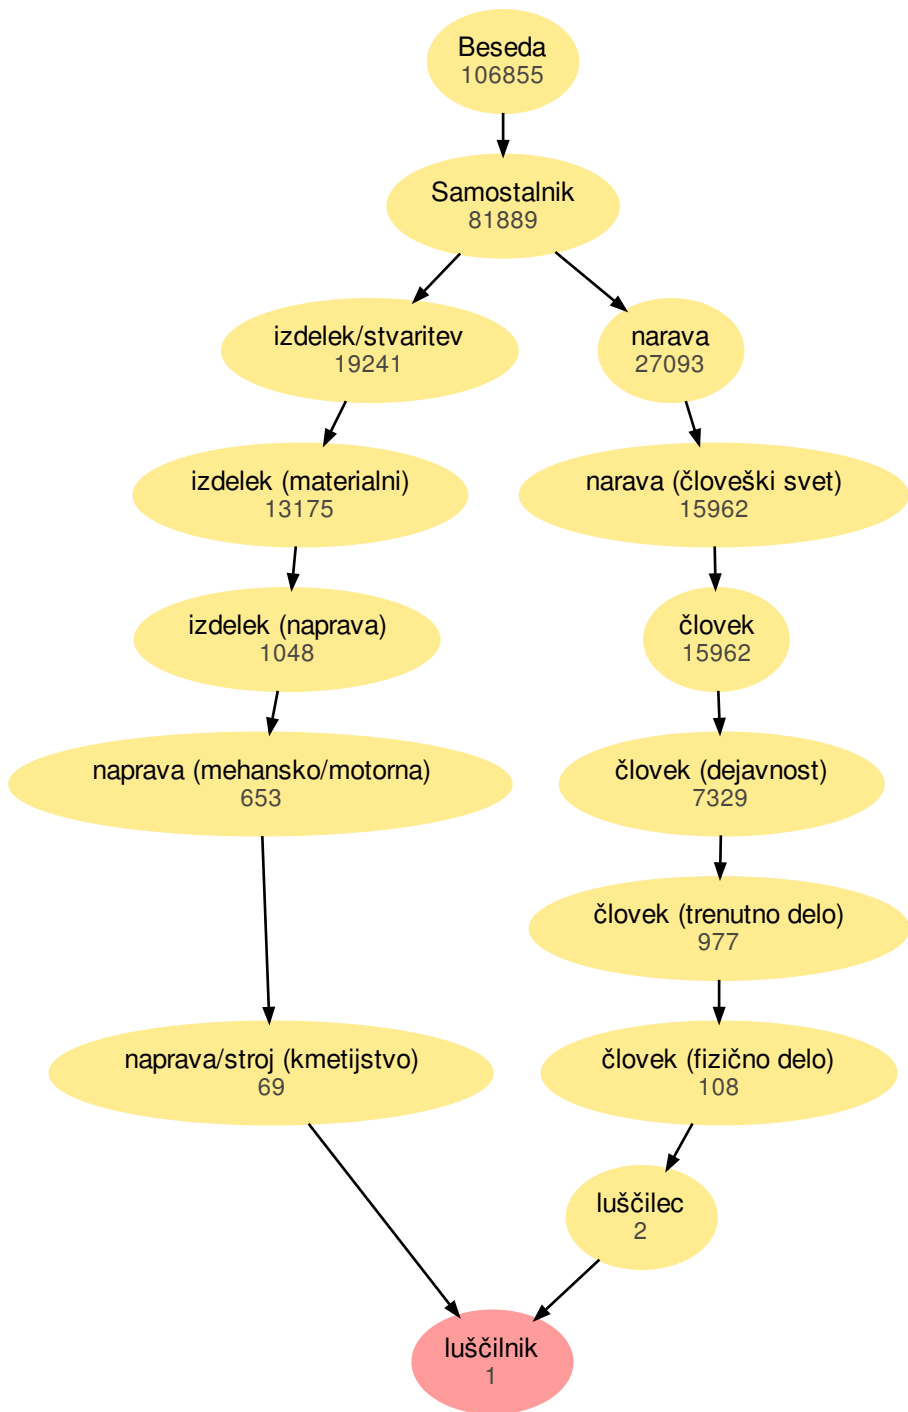 Beseda
106855
Samostalnik
81889
izdelek/stvaritev
19241
narava
27093
izdelek (materialni)
13175
narava (človeški svet)
15962
izdelek (naprava)
1048
človek
15962
naprava (mehansko/motorna)
653
človek (dejavnost)
7329
človek (trenutno delo)
977
naprava/stroj (kmetijstvo)
69
človek (fizično delo)
108
luščilec
2
luščilnik
1